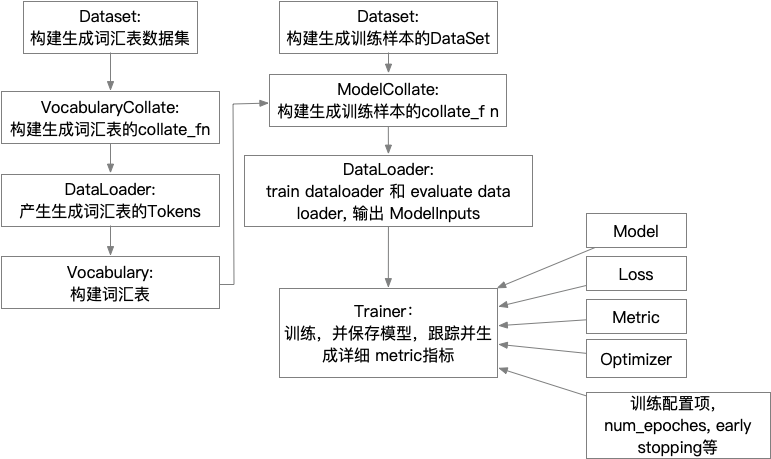 Dataset:
构建生成词汇表数据集
VocabularyCollate:
构建生成词汇表的collate_fn
DataLoader:
产生生成词汇表的Tokens
Vocabulary:
构建词汇表
Dataset:
构建生成训练样本的DataSet
ModelCollate:
构建生成训练样本的collate_f n
DataLoader:
train dataloader 和 evaluate data
loader, 输出 ModelInputs
Trainer：
训练，并保存模型，跟踪并生
成详细 metric指标
Model
Loss
Metric
Optimizer
训练配置项，
num_epoches, early
stopping等